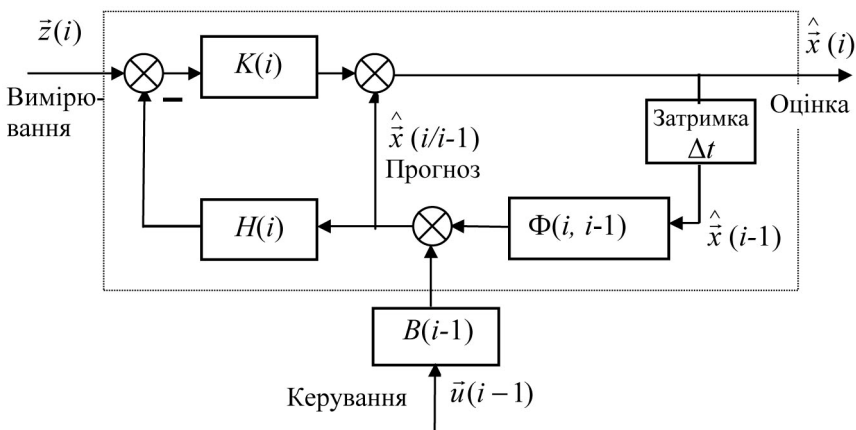 z⃗(i)
Вимірю-
вання
K(i)
−
x̂⃗ (i)
Оцінка
Затримка
Δt
x̂⃗ (i/i-1)
Прогноз
H(i)
Φ(i, i-1)
x̂⃗ (i-1)
B(i-1)
Керування
u⃗(i − 1)